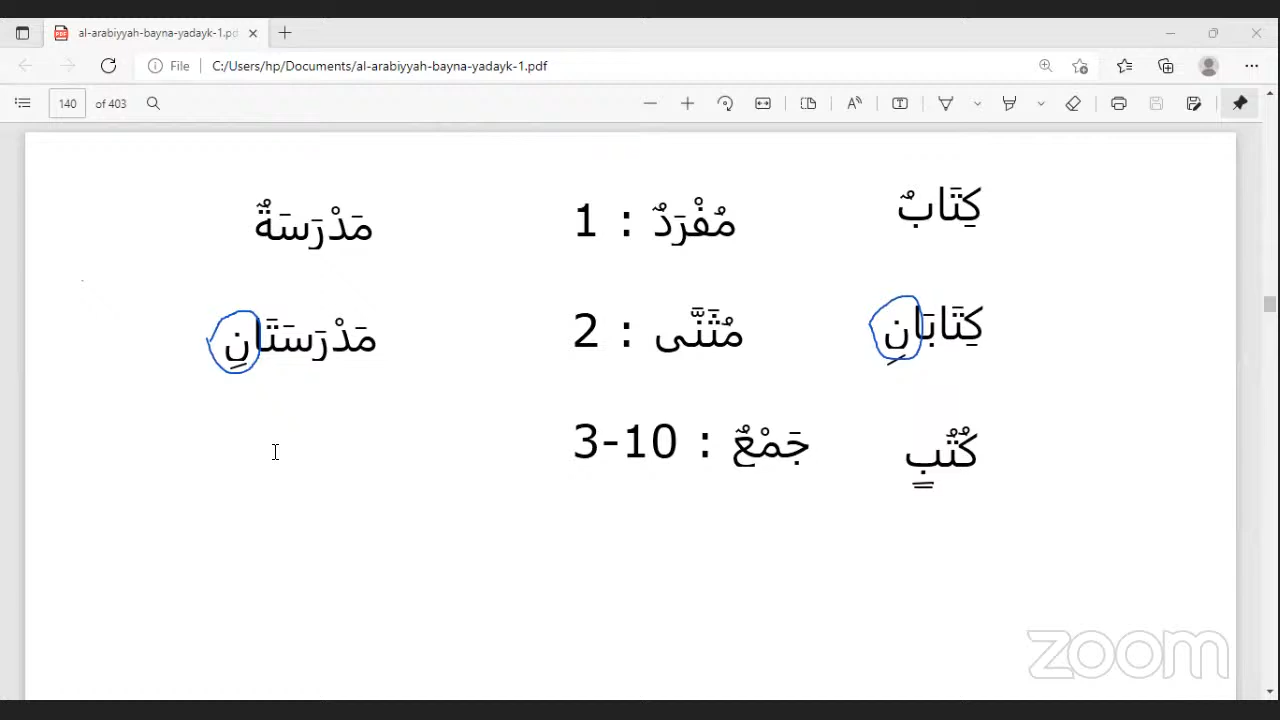 al-arabiyyah-bayna-yadayk-1.pd
File C:/Users/hp/Documents/al-arabiyyah-bayna-yadayk-1.pdf
140 of 403
كِتَابٌ مُفْرَدٌ : 1 مَدْرَسَةٌ
كِتَابَانِ مُثَنَّى : 2 مَدْرَسَتَانِ
كُتُبٍ جَمْعٌ : 10-3
zoom